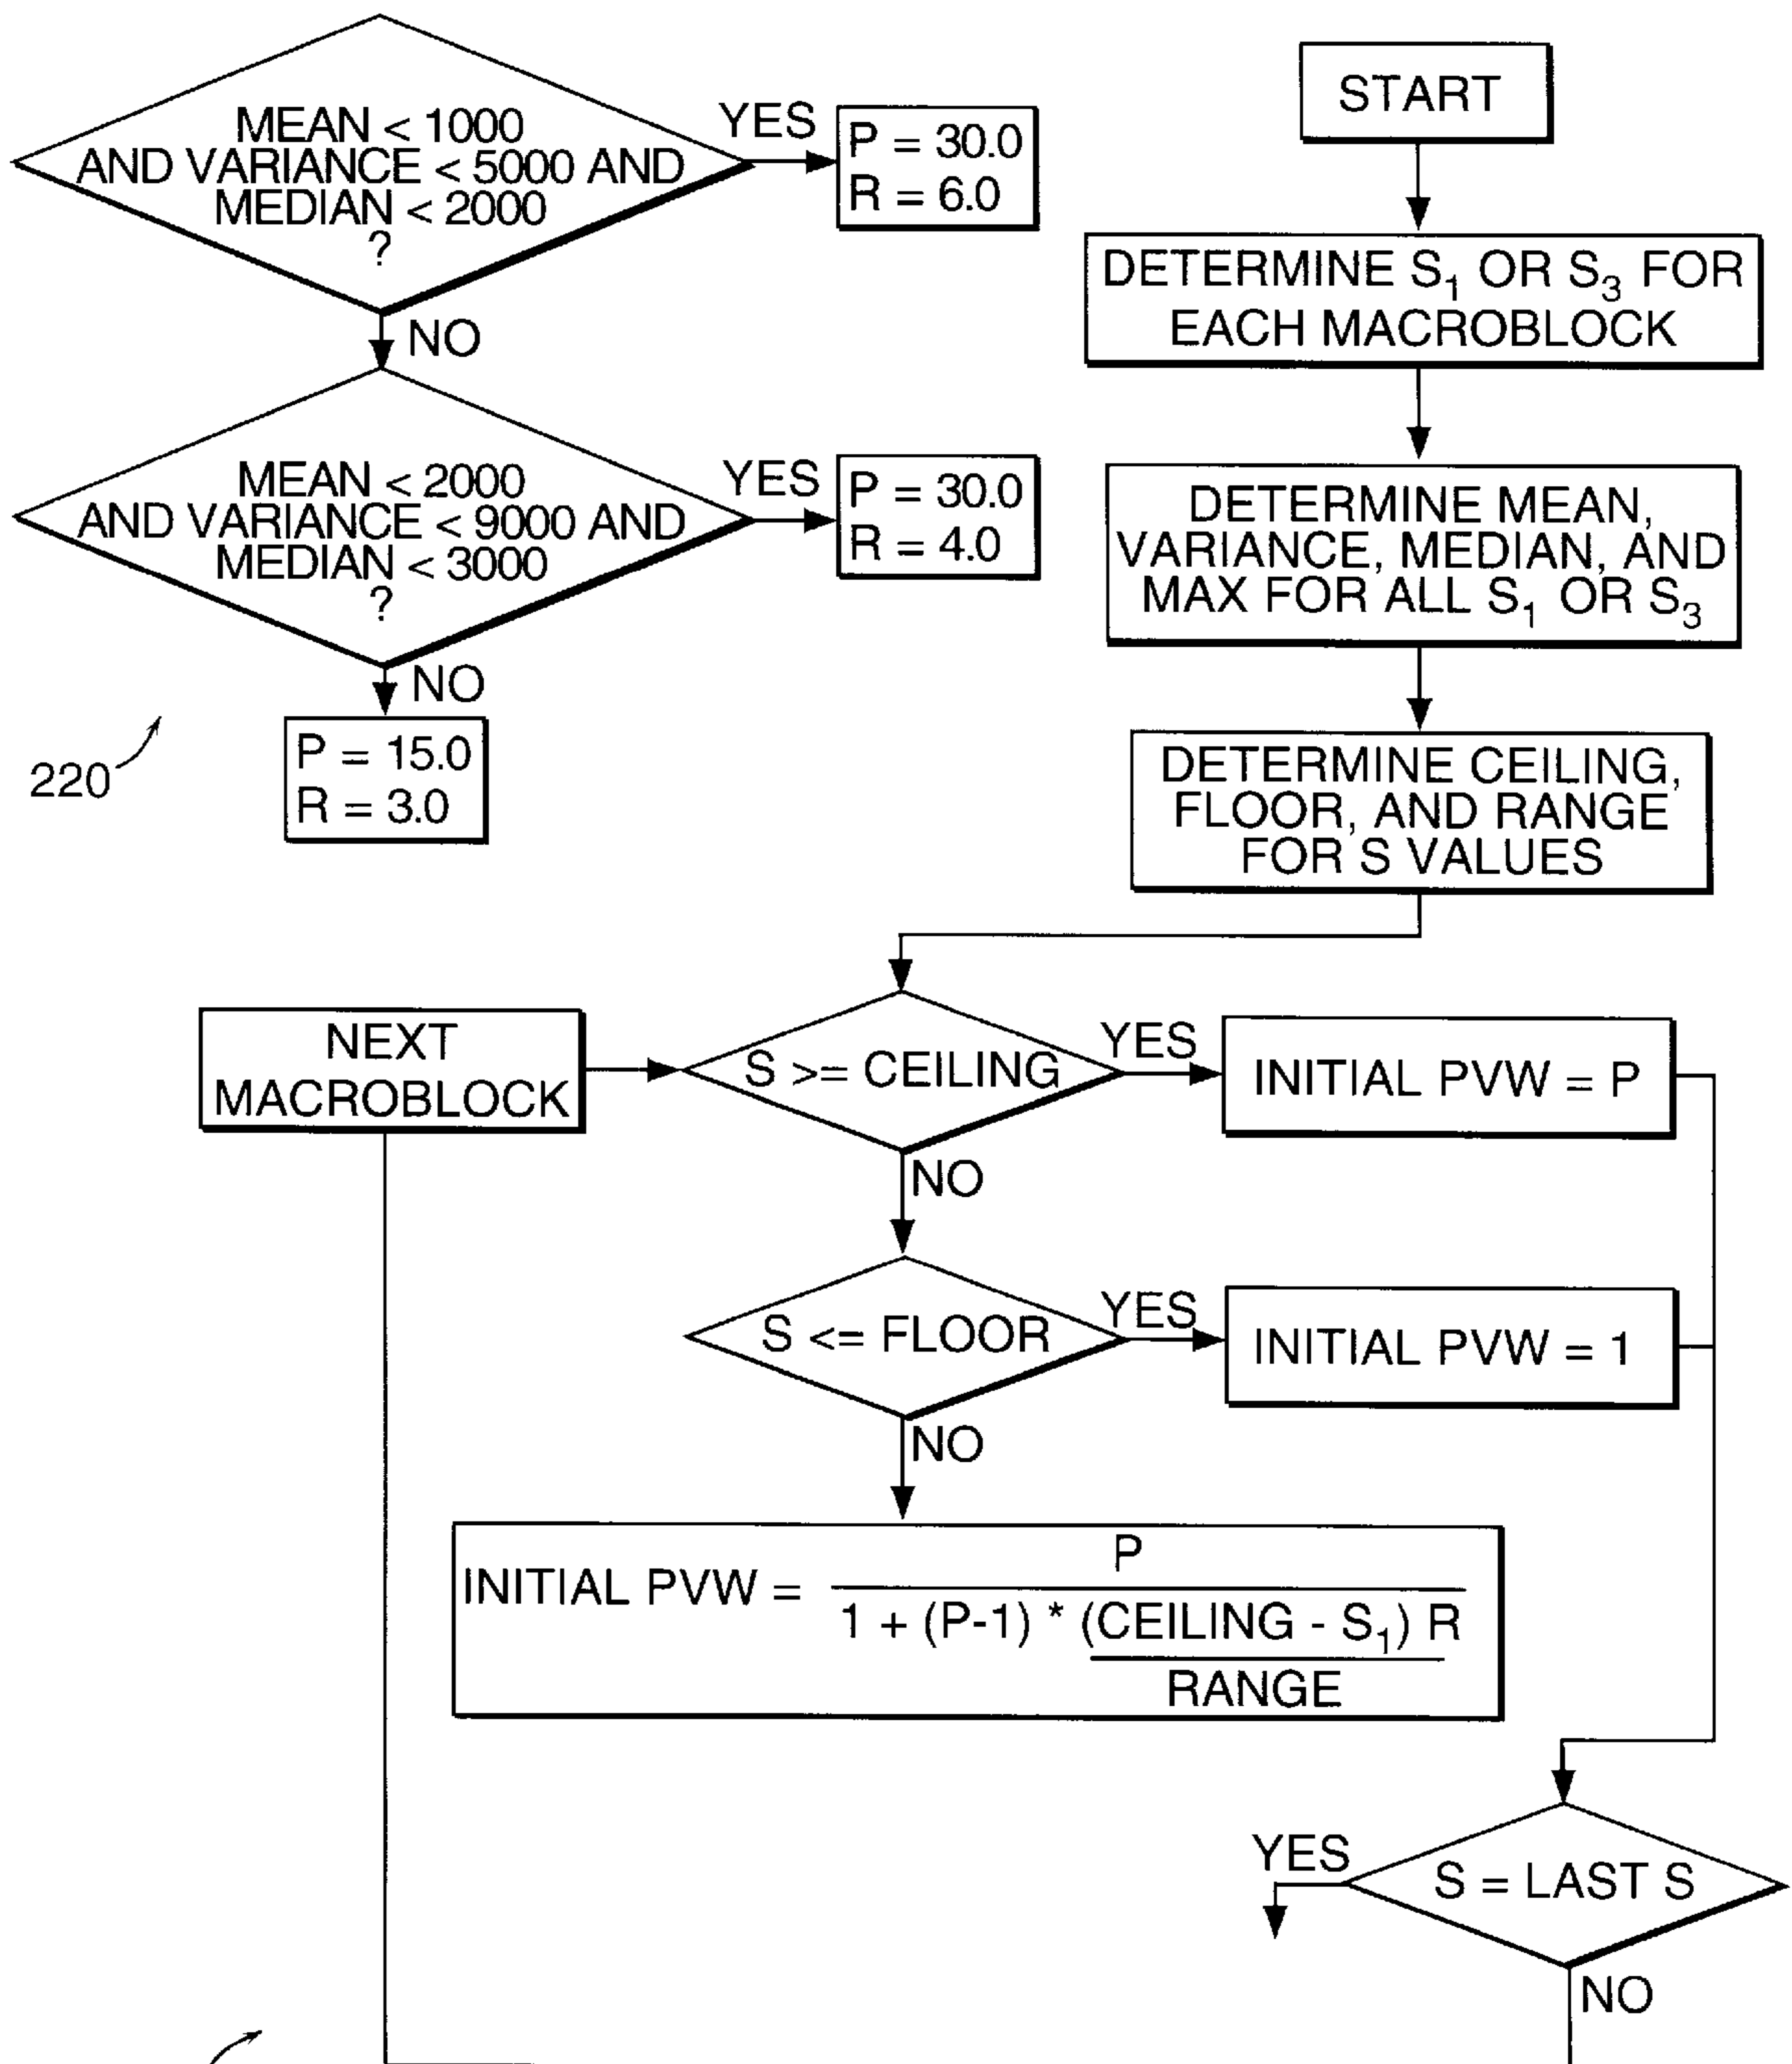 MEAN < 1000
AND VARIANCE < 5000 AND
MEDIAN < 2000
?
YES
P = 30.0
R = 6.0
NO
MEAN < 2000
AND VARIANCE < 9000 AND
MEDIAN < 3000
?
YES
P = 30.0
R = 4.0
NO
P = 15.0
R = 3.0
220
START
DETERMINE S₁ OR S₃ FOR
EACH MACROBLOCK
DETERMINE MEAN,
VARIANCE, MEDIAN, AND
MAX FOR ALL S₁ OR S₃
DETERMINE CEILING,
FLOOR, AND RANGE
FOR S VALUES
NEXT
MACROBLOCK
S >= CEILING
YES
INITIAL PVW = P
NO
S <= FLOOR
YES
INITIAL PVW = 1
NO
P
INITIAL PVW =
1 + (P-1) * (CEILING - S₁) R
RANGE
YES
S = LAST S
NO